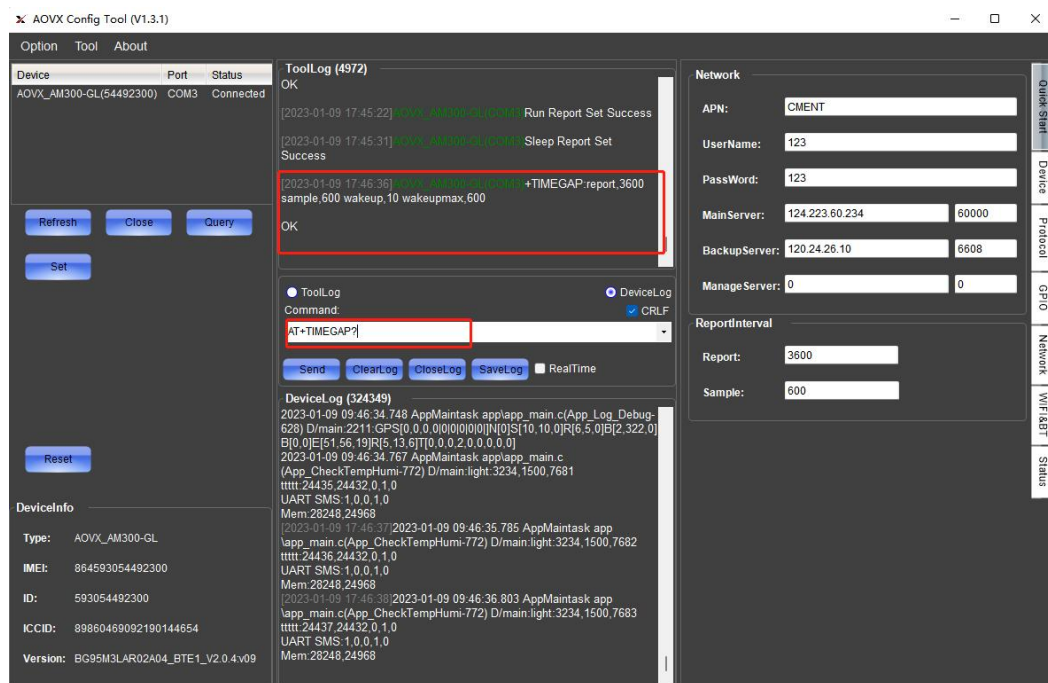 AOVX Config Tool (V1.3.1)
Option Tool About
Device Port Status
AOVX_AM300-GL(54492300) COM3 Connected
Refresh Close Query
Set
Reset
DeviceInfo
Type: AOVX_AM300-GL
IMEI: 864593054492300
ID: 593054492300
ICCID: 89860469092190144654
Version: BG95M3LAR02A04_BTE1_V2.0.4:v09
ToolLog (4972)
OK
[2023-01-09 17:45:22]AOVX_AM300-GL(COM3)Run Report Set Success
[2023-01-09 17:45:31]AOVX_AM300-GL(COM3)Sleep Report Set
Success
[2023-01-09 17:46:36]AOVX_AM300-GL(COM3)+TIMEGAP:report,3600
sample,600 wakeup,10 wakeupmax,600
OK
ToolLog DeviceLog
Command: CRLF
AT+TIMEGAP?
Send ClearLog CloseLog SaveLog RealTime
DeviceLog (324349)
2023-01-09 09:46:34.748 AppMaintask app\app_main.c(App_Log_Debug-
628) D/main:2211:GPS[0,0,0,0|0|0|0|0|]N[0]S[10,10,0]R[6,5,0]B[2,322,0]
B[0,0]E[51,56,19]R[5,13,6]T[0,0,0,2,0,0,0,0,0]
2023-01-09 09:46:34.767 AppMaintask app\app_main.c
(App_CheckTempHumi-772) D/main:light:3234,1500,7681
ttttt:24435,24432,0,1,0
UART SMS:1,0,0,1,0
Mem:28248,24968
[2023-01-09 17:46:37]2023-01-09 09:46:35.785 AppMaintask app
\app_main.c(App_CheckTempHumi-772) D/main:light:3234,1500,7682
ttttt:24436,24432,0,1,0
UART SMS:1,0,0,1,0
Mem:28248,24968
[2023-01-09 17:46:38]2023-01-09 09:46:36.803 AppMaintask app
\app_main.c(App_CheckTempHumi-772) D/main:light:3234,1500,7683
ttttt:24437,24432,0,1,0
UART SMS:1,0,0,1,0
Mem:28248,24968
Network
APN: CMENT
UserName: 123
PassWord: 123
MainServer: 124.223.60.234 60000
BackupServer: 120.24.26.10 6608
ManageServer: 0 0
ReportInterval
Report: 3600
Sample: 600
Quick Start
Device
Protocol
GPIO
Network
WIFI&BT
Status